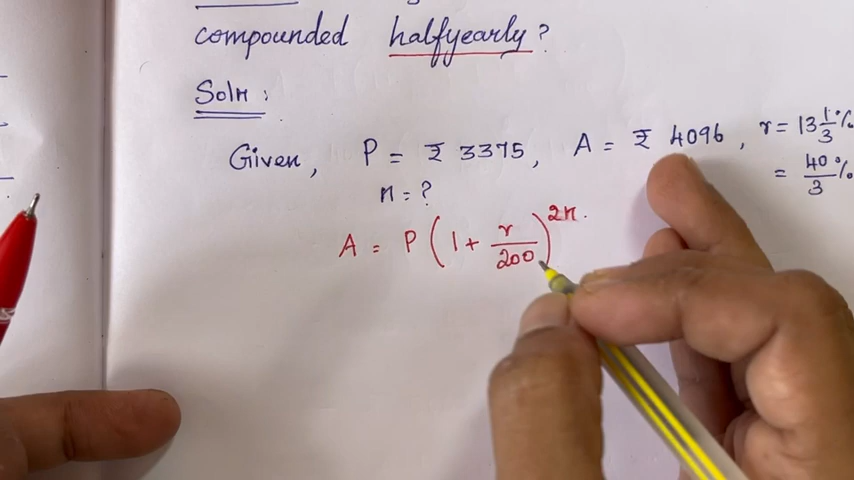 compounded halfyearly?
Soln :
Given, P = ₹ 3375, A = ₹ 4096, r = 13 1/3 %
= 40/3 %
n = ?
A = P (1 + r/200)^2n.